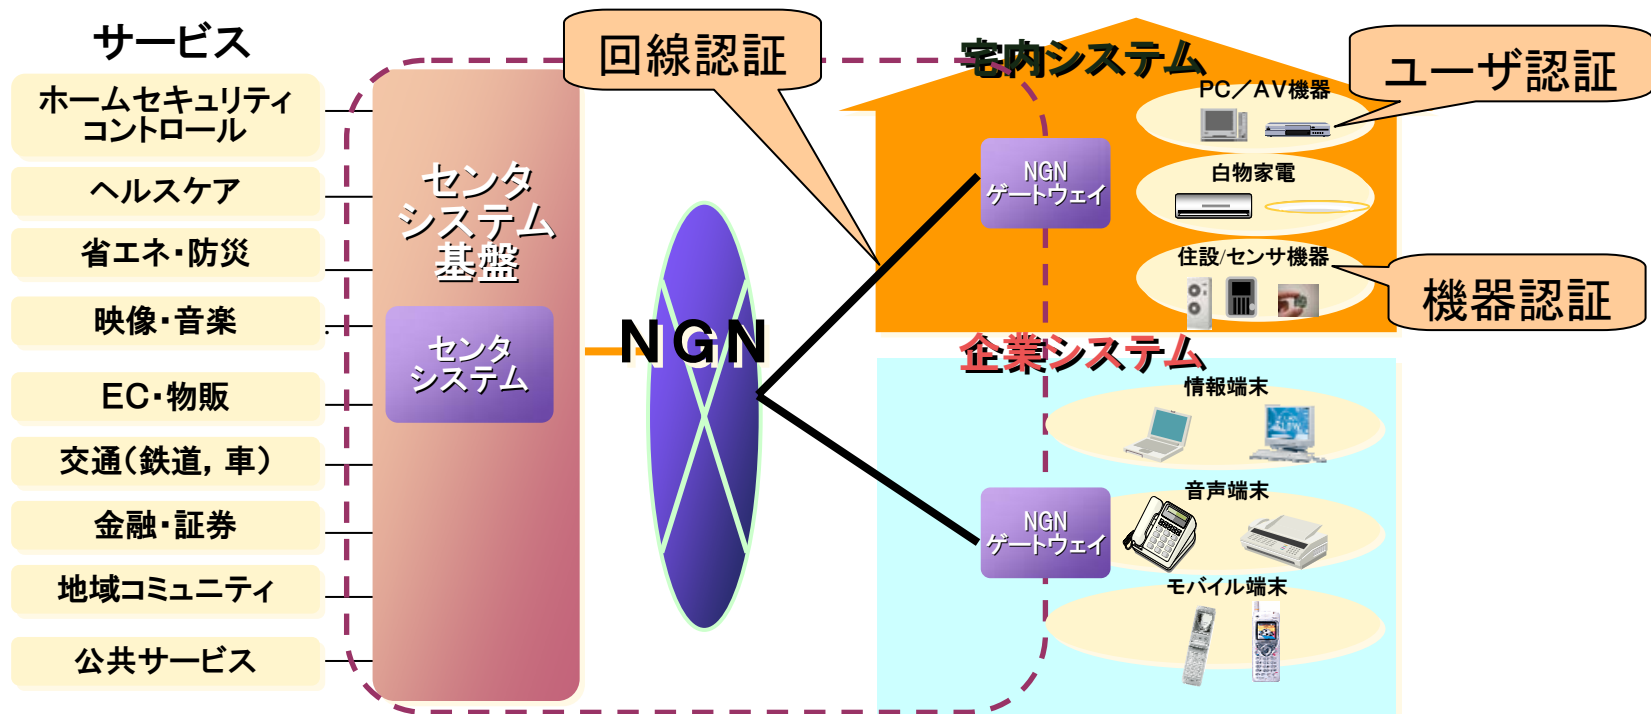 サービス
ホームセキュリティ
コントロール
ヘルスケア
省エネ・防災
映像・音楽
EC・物販
交通(鉄道, 車)
金融・証券
地域コミュニティ
公共サービス
センタ
システム
基盤
センタ
システム
NGN
回線認証
宅内システム
ユーザ認証
PC/AV機器
NGN
ゲートウェイ
白物家電
住設/センサ機器
機器認証
企業システム
情報端末
音声端末
NGN
ゲートウェイ
モバイル端末